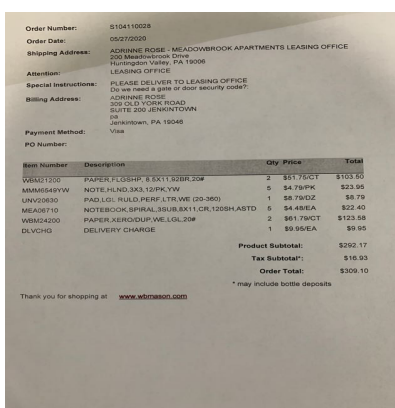 Order Number: S104110028
Order Date: 05/27/2020
Shipping Address: ADRINNE ROSE - MEADOWBROOK APARTMENTS LEASING OFFICE
200 Meadowbrook Drive
Huntingdon Valley, PA 19006
Attention: LEASING OFFICE
Special Instructions: PLEASE DELIVER TO LEASING OFFICE
Do we need a gate or door security code?:
Billing Address: ADRINNE ROSE
309 OLD YORK ROAD
SUITE 200 JENKINTOWN
pa
Jenkintown, PA 19046
Payment Method: Visa
PO Number:
Item Number Description Qty Price Total
WBM21200 PAPER,FLGSHP, 8.5X11,92BR,20# 2 $51.75/CT $103.50
MMM6549YW NOTE,HLND,3X3,12/PK,YW 5 $4.79/PK $23.95
UNV20630 PAD,LGL RULD,PERF,LTR,WE (20-360) 1 $8.79/DZ $8.79
MEA06710 NOTEBOOK,SPIRAL,3SUB,8X11,CR,120SH,ASTD 5 $4.48/EA $22.40
WBM24200 PAPER,XERO/DUP,WE,LGL,20# 2 $61.79/CT $123.58
DLVCHG DELIVERY CHARGE 1 $9.95/EA $9.95
Product Subtotal: $292.17
Tax Subtotal*: $16.93
Order Total: $309.10
* may include bottle deposits
Thank you for shopping at www.wbmason.com